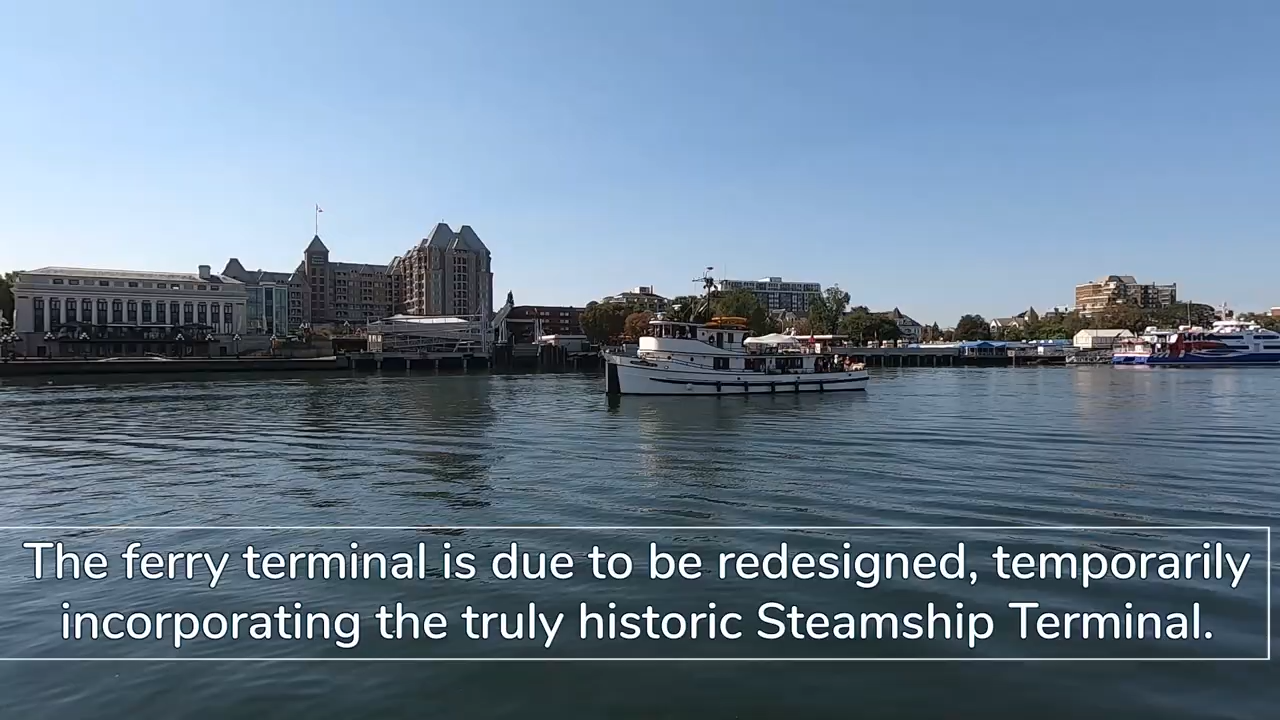 The ferry terminal is due to be redesigned, temporarily
incorporating the truly historic Steamship Terminal.